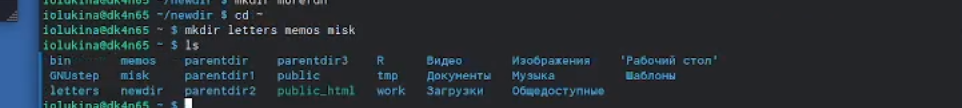 iolukina@dk4n65 ~/newdir $ mkdir morefun
iolukina@dk4n65 ~/newdir $ cd ~
iolukina@dk4n65 ~ $ mkdir letters memos misk
iolukina@dk4n65 ~ $ ls
bin memos parentdir parentdir3 R Видео Изображения 'Рабочий стол'
GNUstep misk parentdir1 public tmp Документы Музыка Шаблоны
letters newdir parentdir2 public_html work Загрузки Общедоступные
iolukina@dk4n65 ~ $